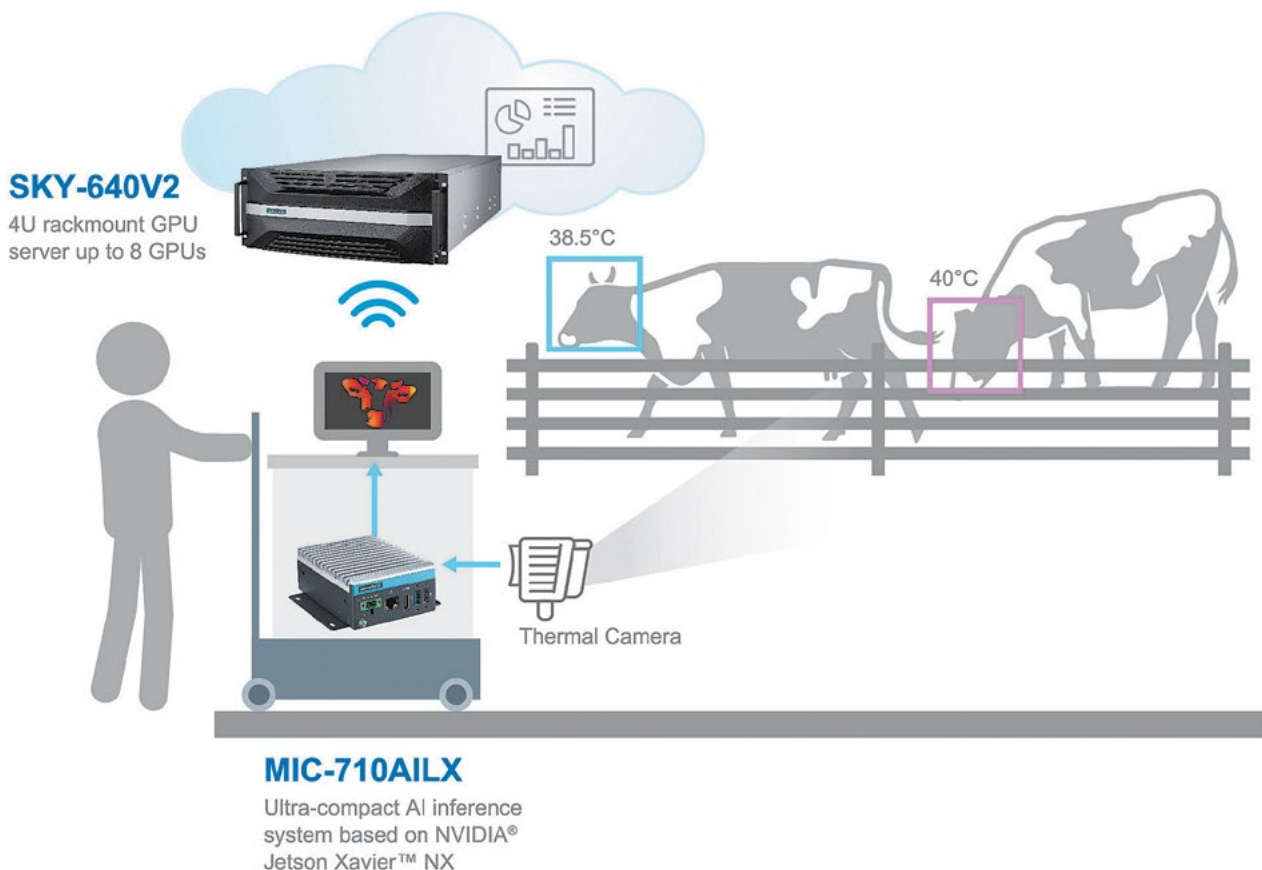 SKY-640V2
4U rackmount GPU
server up to 8 GPUs
38.5°C
40°C
Thermal Camera
MIC-710AILX
Ultra-compact AI inference
system based on NVIDIA®
Jetson Xavier™ NX